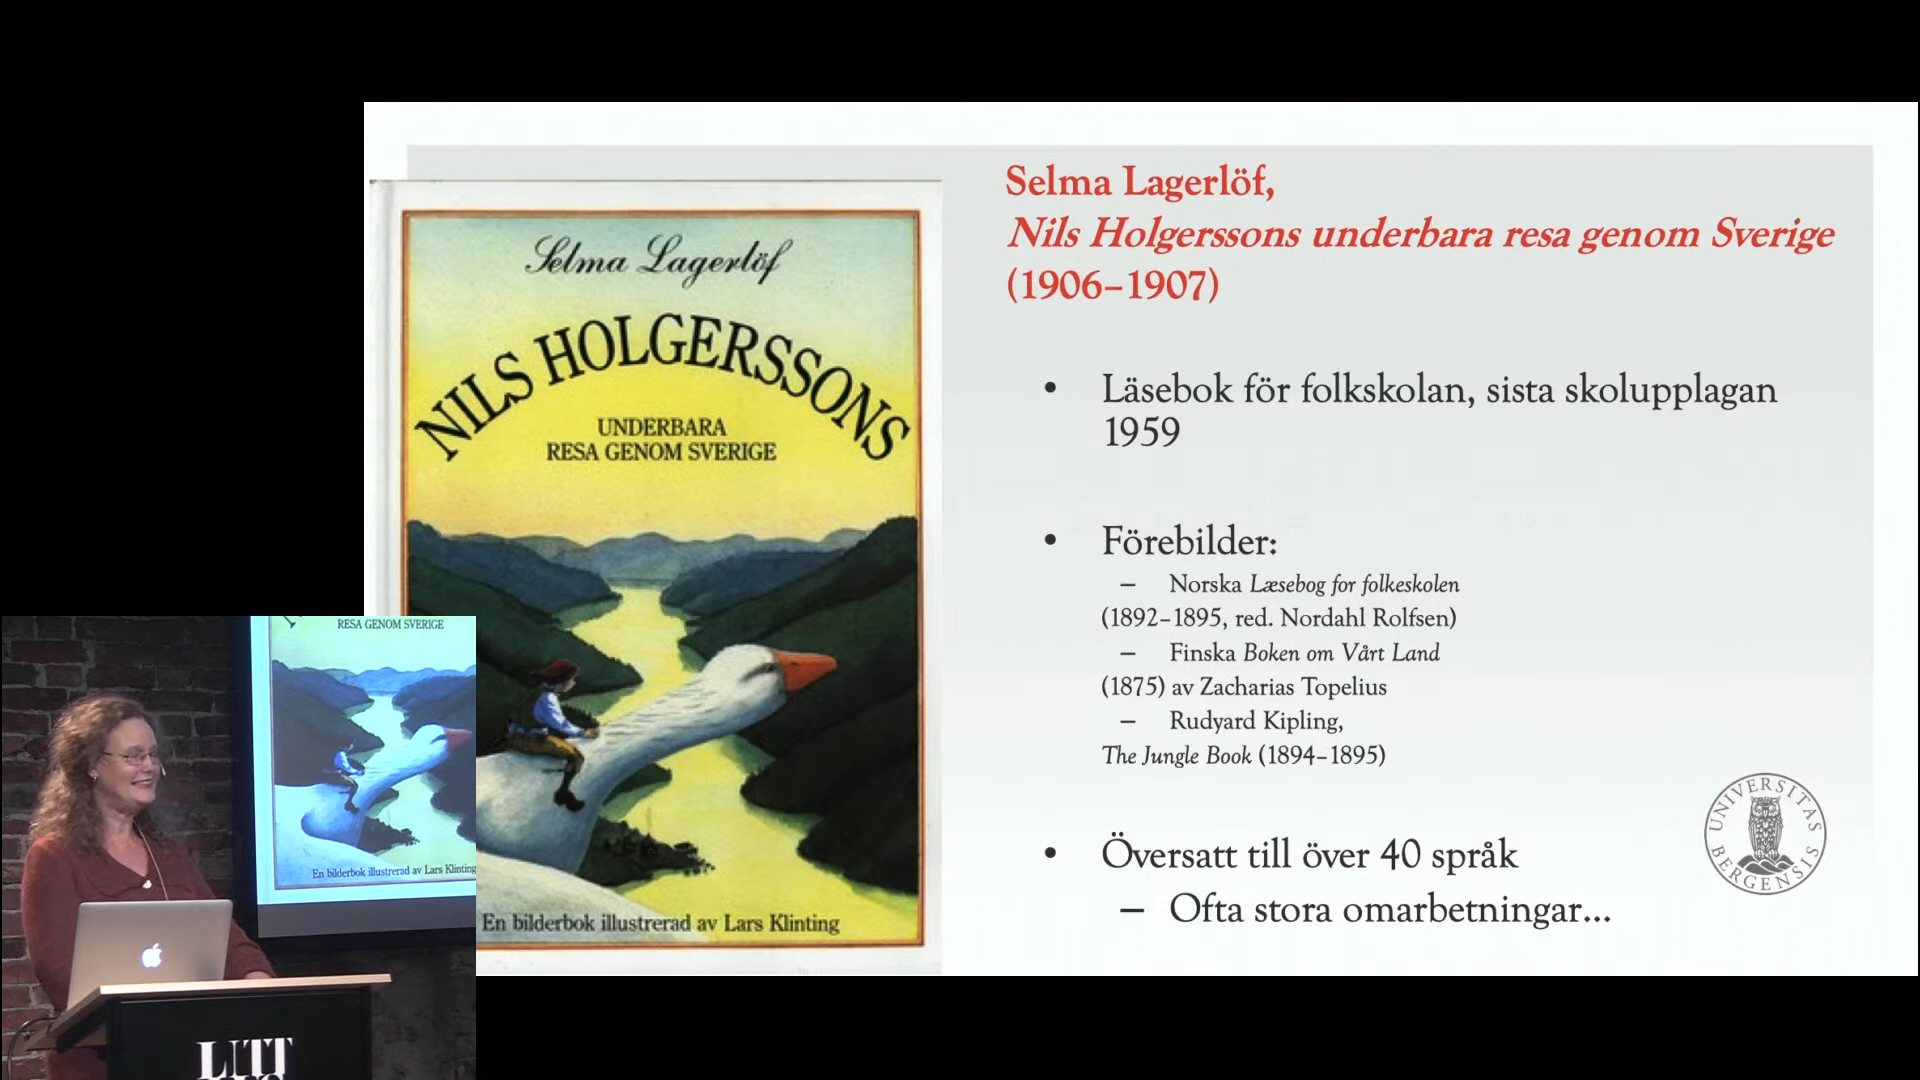 Selma Lagerlöf,
Nils Holgerssons underbara resa genom Sverige
(1906–1907)
• Läsebok för folkskolan, sista skolupplagan
1959
• Förebilder:
– Norska Læsebog for folkeskolen
(1892–1895, red. Nordahl Rolfsen)
– Finska Boken om Vårt Land
(1875) av Zacharias Topelius
– Rudyard Kipling,
The Jungle Book (1894–1895)
• Översatt till över 40 språk
– Ofta stora omarbetningar...
UNIVERSITAS
BERGENSIS
Selma Lagerlöf
NILS HOLGERSSONS
UNDERBARA
RESA GENOM SVERIGE
En bilderbok illustrerad av Lars Klinting
RESA GENOM SVERIGE
En bilderbok illustrerad av Lars Klinting
LITT